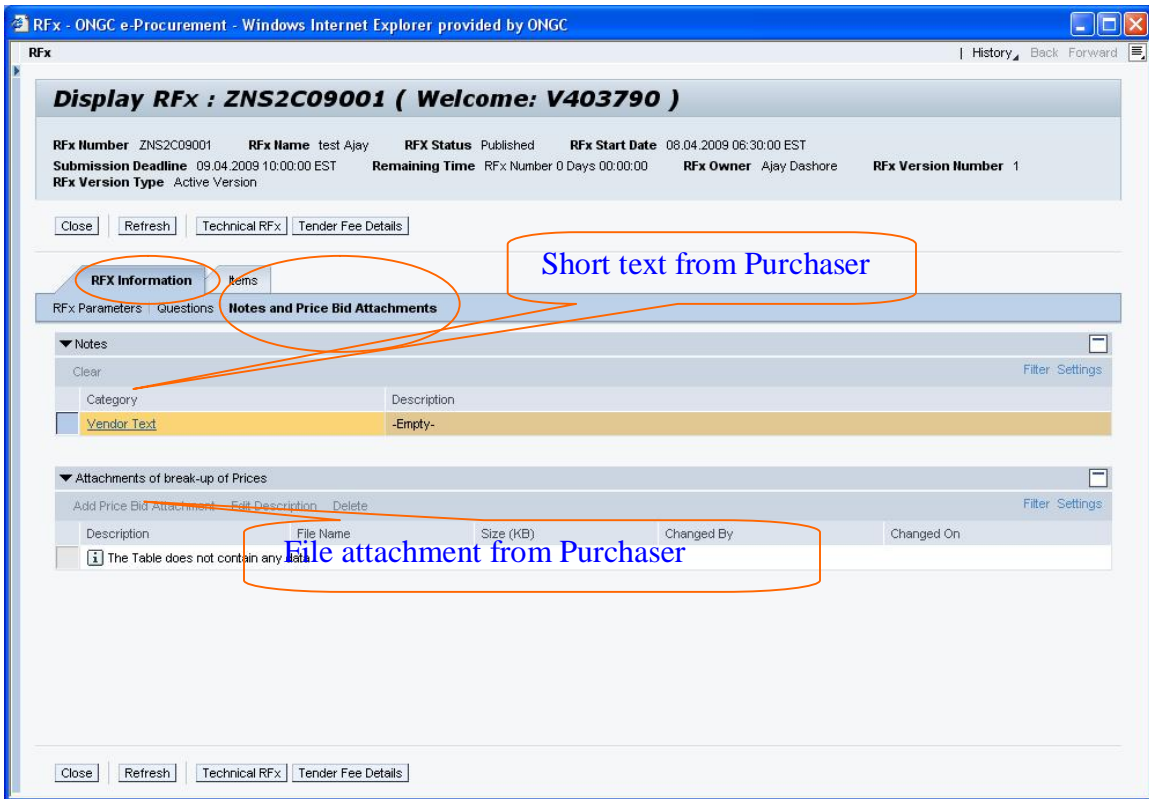 RFx - ONGC e-Procurement - Windows Internet Explorer provided by ONGC
RFx | History Back Forward
Display RFx : ZNS2C09001 ( Welcome: V403790 )
RFx Number ZNS2C09001 RFx Name test Ajay RFX Status Published RFx Start Date 08.04.2009 06:30:00 EST
Submission Deadline 09.04.2009 10:00:00 EST Remaining Time RFx Number 0 Days 00:00:00 RFx Owner Ajay Dashore RFx Version Number 1
RFx Version Type Active Version
Close Refresh Technical RFx Tender Fee Details
Short text from Purchaser
RFX Information Items
RFx Parameters Questions Notes and Price Bid Attachments
Notes
Clear Filter Settings
Category Description
Vendor Text -Empty-
Attachments of break-up of Prices
Add Price Bid Attachment Edit Description Delete Filter Settings
Description File Name Size (KB) Changed By Changed On
The Table does not contain any data
File attachment from Purchaser
Close Refresh Technical RFx Tender Fee Details